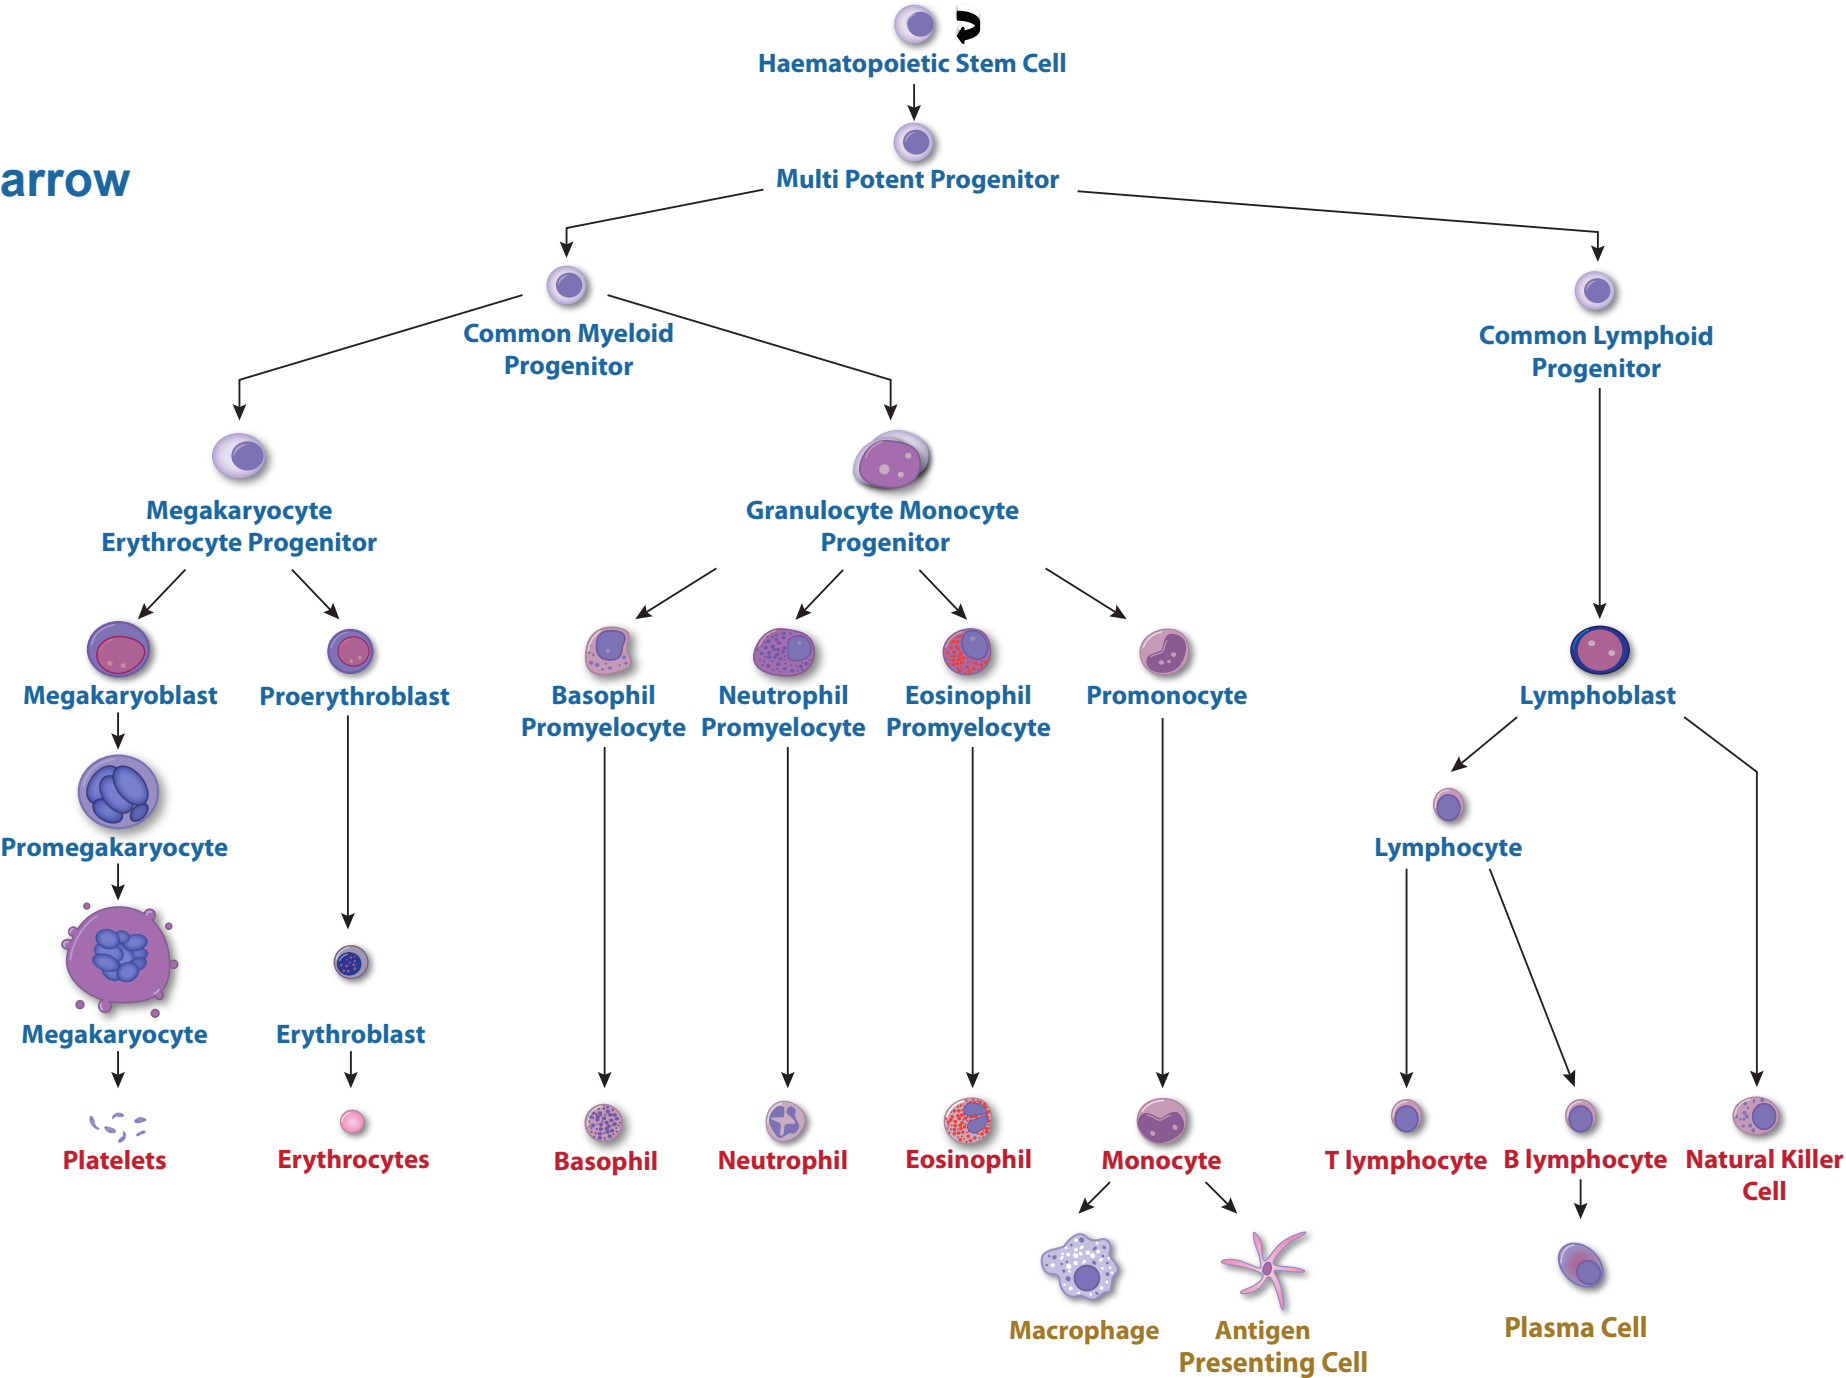 Haematopoietic Stem Cell
arrow
Multi Potent Progenitor
Common Myeloid
Progenitor
Common Lymphoid
Progenitor
Megakaryocyte
Erythrocyte Progenitor
Granulocyte Monocyte
Progenitor
Megakaryoblast
Proerythroblast
Basophil
Promyelocyte
Neutrophil
Promyelocyte
Eosinophil
Promyelocyte
Promonocyte
Lymphoblast
Promegakaryocyte
Lymphocyte
Megakaryocyte
Erythroblast
Platelets
Erythrocytes
Basophil
Neutrophil
Eosinophil
Monocyte
T lymphocyte
B lymphocyte
Natural Killer
Cell
Macrophage
Antigen
Presenting Cell
Plasma Cell